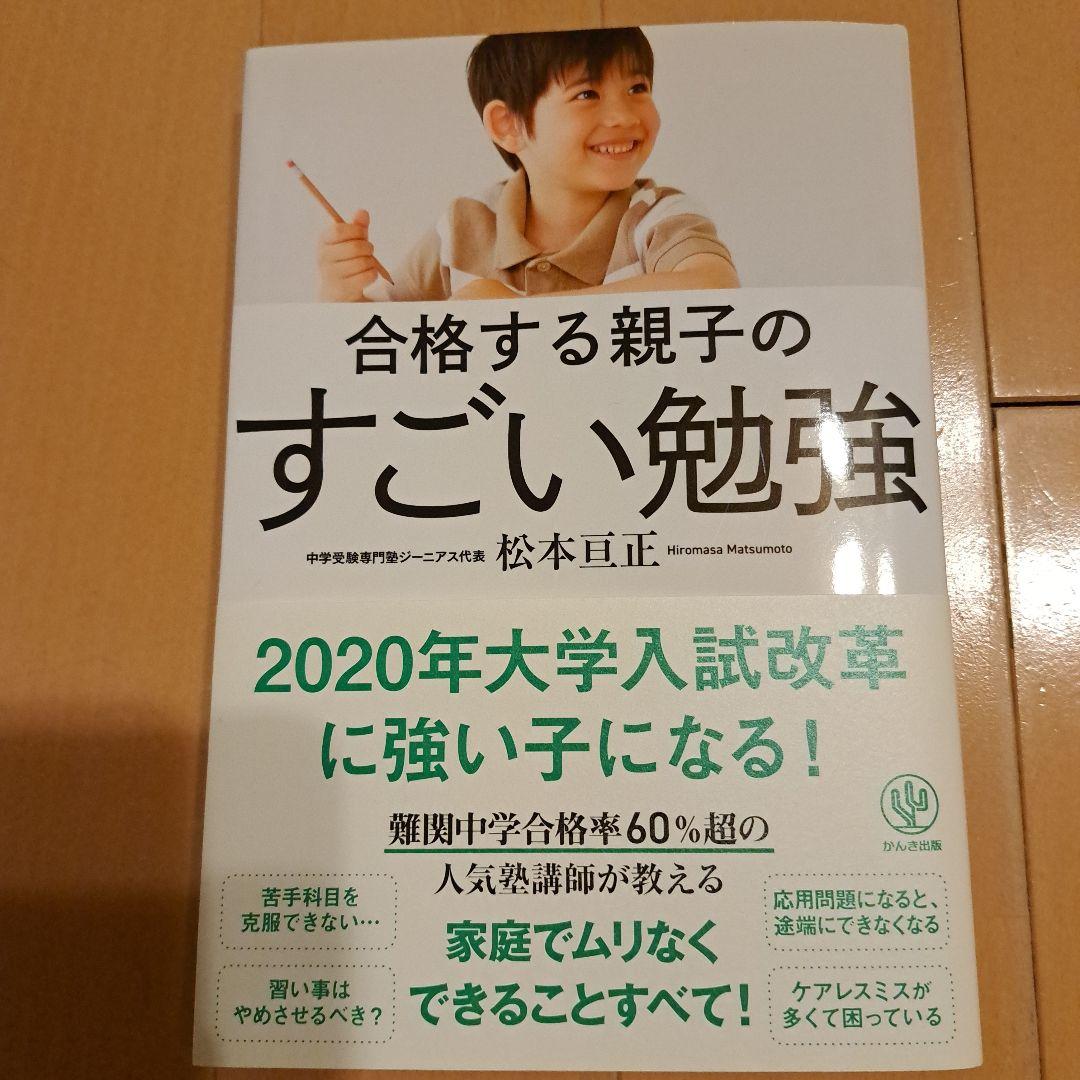 合格する親子の
すごい勉強
中学受験専門塾ジーニアス代表 松本亘正 Hiromasa Matsumoto
2020年大学入試改革
に強い子になる!
かんき出版
難関中学合格率60%超の
人気塾講師が教える
家庭でムリなく
できることすべて!
苦手科目を
克服できない…
応用問題になると、
途端にできなくなる
習い事は
やめさせるべき?
ケアレスミスが
多くて困っている